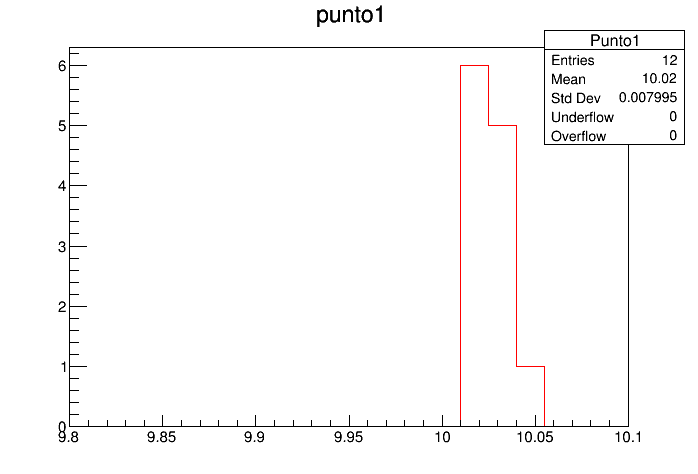 punto1
Punto1
Entries 12
Mean 10.02
Std Dev 0.007995
Underflow 0
Overflow 0
6
5
4
3
2
1
0
9.8 9.85 9.9 9.95 10 10.05 10.1